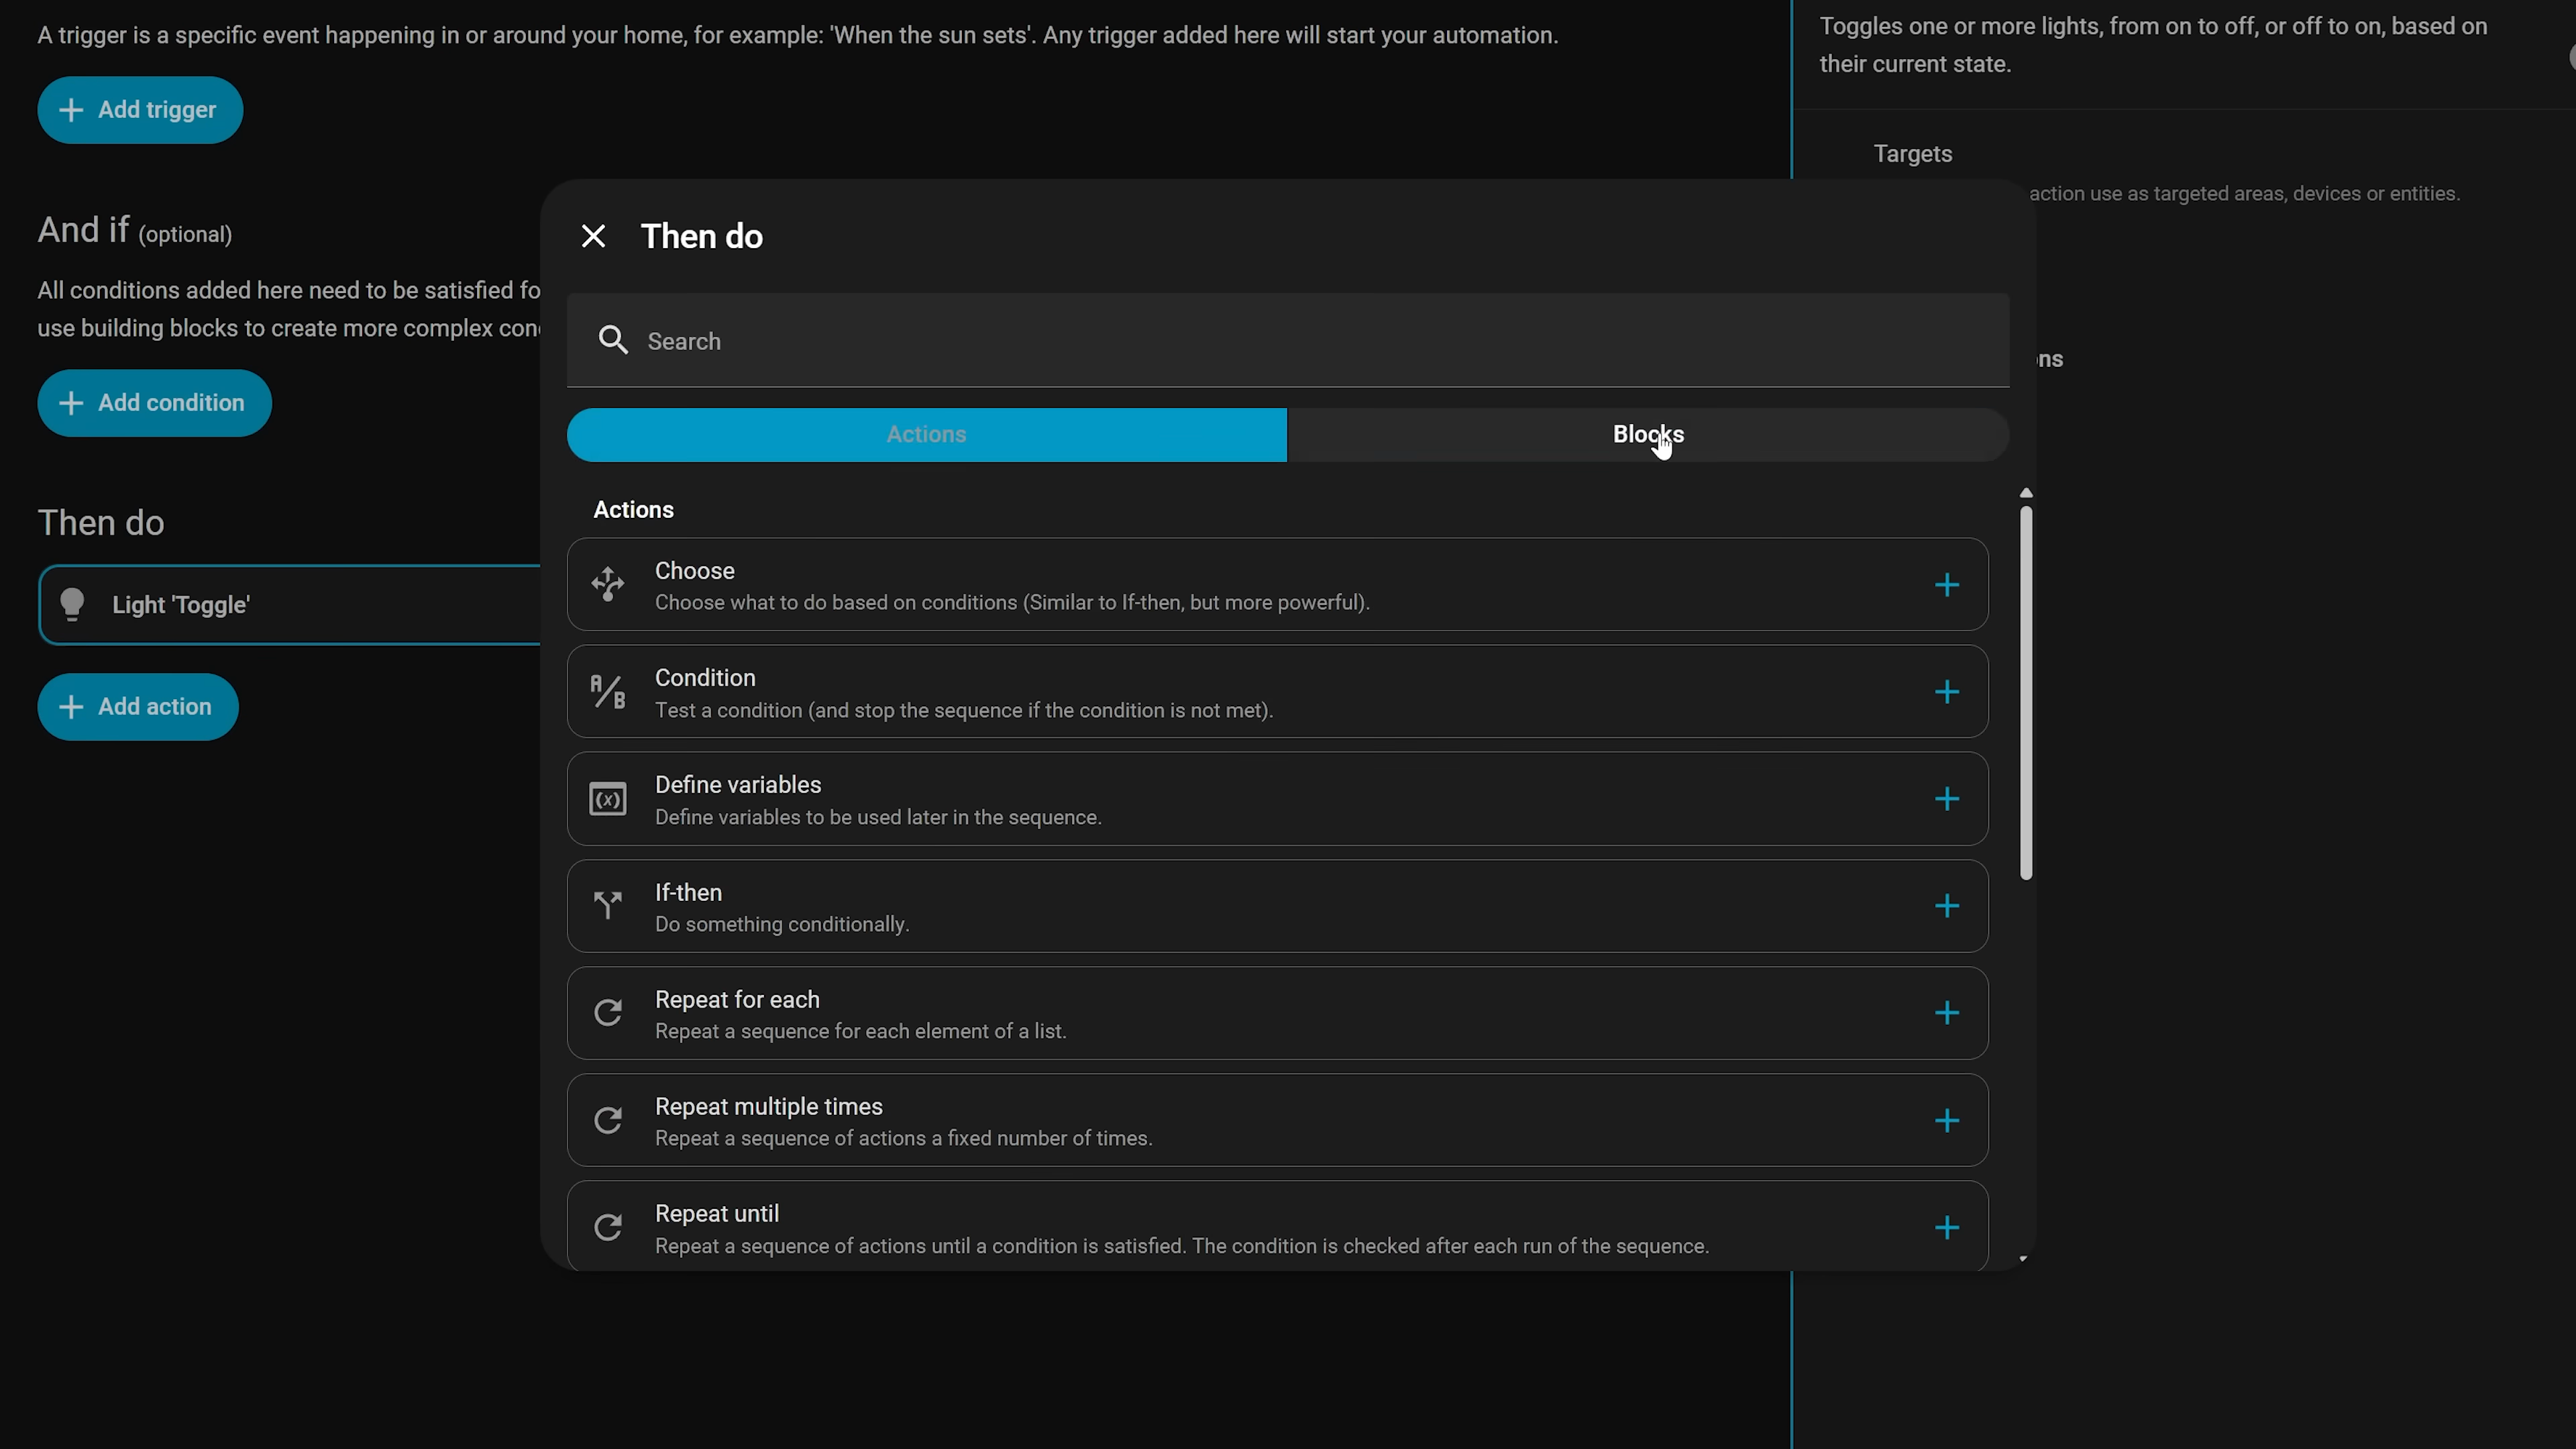 A trigger is a specific event happening in or around your home, for example: 'When the sun sets'. Any trigger added here will start your automation.
Add trigger
And if (optional)
All conditions added here need to be satisfied fo
use building blocks to create more complex con
Add condition
Then do
Light 'Toggle'
Add action
Then do
Search
Actions
Blocks
Actions
Choose
Choose what to do based on conditions (Similar to If-then, but more powerful).
Condition
Test a condition (and stop the sequence if the condition is not met).
Define variables
Define variables to be used later in the sequence.
If-then
Do something conditionally.
Repeat for each
Repeat a sequence for each element of a list.
Repeat multiple times
Repeat a sequence of actions a fixed number of times.
Repeat until
Repeat a sequence of actions until a condition is satisfied. The condition is checked after each run of the sequence.
Toggles one or more lights, from on to off, or off to on, based on
their current state.
Targets
action use as targeted areas, devices or entities.
ns